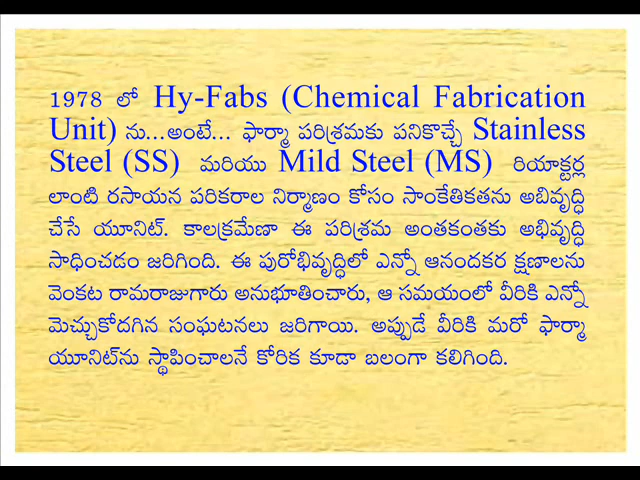 1978 లో Hy-Fabs (Chemical Fabrication
Unit) ను...అంటే... ఫార్మా పరిశ్రమకు పనికొచ్చే Stainless
Steel (SS) మరియు Mild Steel (MS) రియాక్టర్ల
లాంటి రసాయన పరికరాల నిర్మాణం కోసం సాంకేతికతను అబివృద్ధి
చేసే యూనిట్. కాలక్రమేణా ఈ పరిశ్రమ అంతకంతకు అభివృద్ధి
సాధించడం జరిగింది. ఈ పురోభివృద్ధిలో ఎన్నో ఆనందకర క్షణాలను
వెంకట రామరాజుగారు అనుభూతించారు, ఆ సమయంలో వీరికి ఎన్నో
మెచ్చుకోదగిన సంఘటనలు జరిగాయి. అప్పుడే వీరికి మరో ఫార్మా
యూనిట్‌ను స్థాపించాలనే కోరిక కూడా బలంగా కలిగింది.